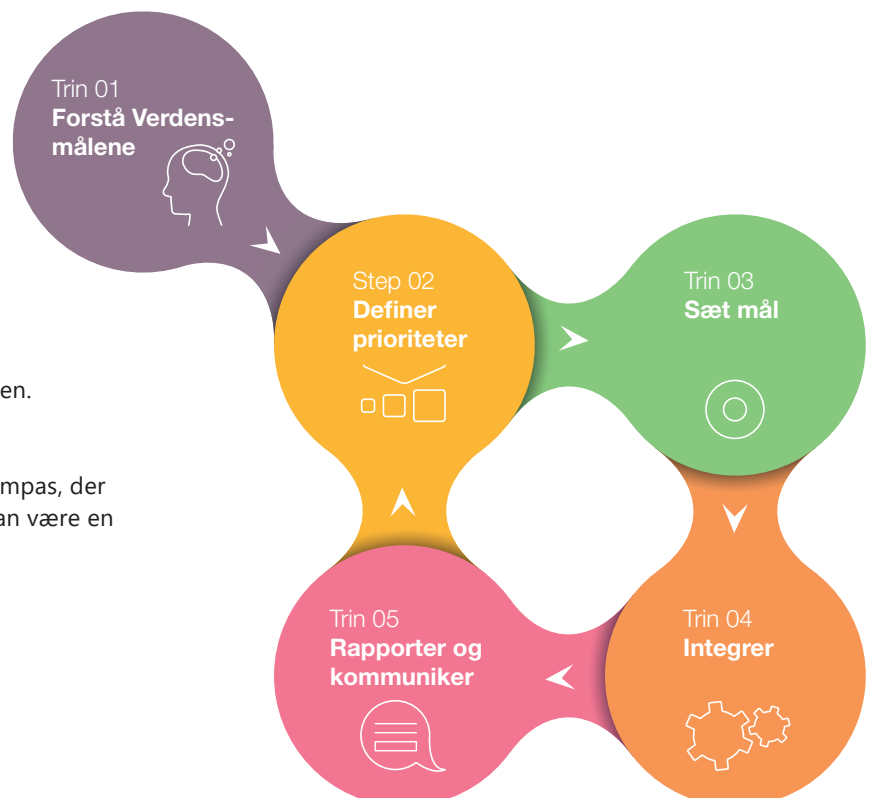 Trin 01
Forstå Verdens-
målene
Step 02
Definer
prioriteter
Trin 03
Sæt mål
en.
mpas, der
an være en
Trin 05
Rapporter og
kommuniker
Trin 04
Integrer